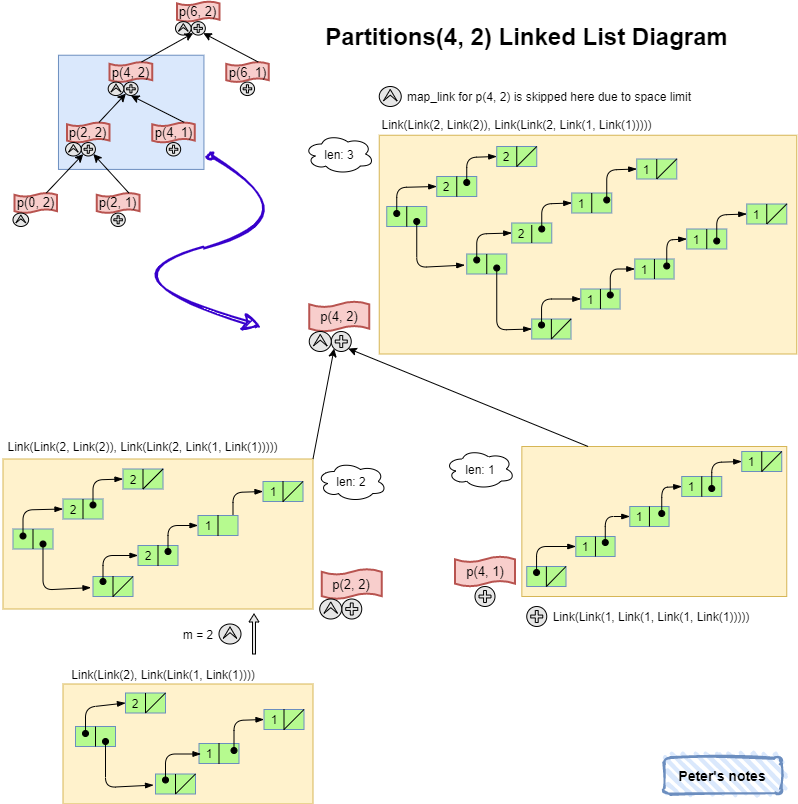 p(6, 2)
Partitions(4, 2) Linked List Diagram
p(4, 2)
p(6, 1)
map_link for p(4, 2) is skipped here due to space limit
p(2, 2)
p(4, 1)
Link(Link(2, Link(2)), Link(Link(2, Link(1, Link(1)))))
len: 3
2
2
1
2
1
1
1
1
1
p(0, 2)
p(2, 1)
p(4, 2)
Link(Link(2, Link(2)), Link(Link(2, Link(1, Link(1)))))
len: 2
2
2
1
1
2
len: 1
1
1
1
1
p(2, 2)
p(4, 1)
Link(Link(1, Link(1, Link(1, Link(1)))))
m = 2
Link(Link(2), Link(Link(1, Link(1))))
2
1
1
Peter's notes